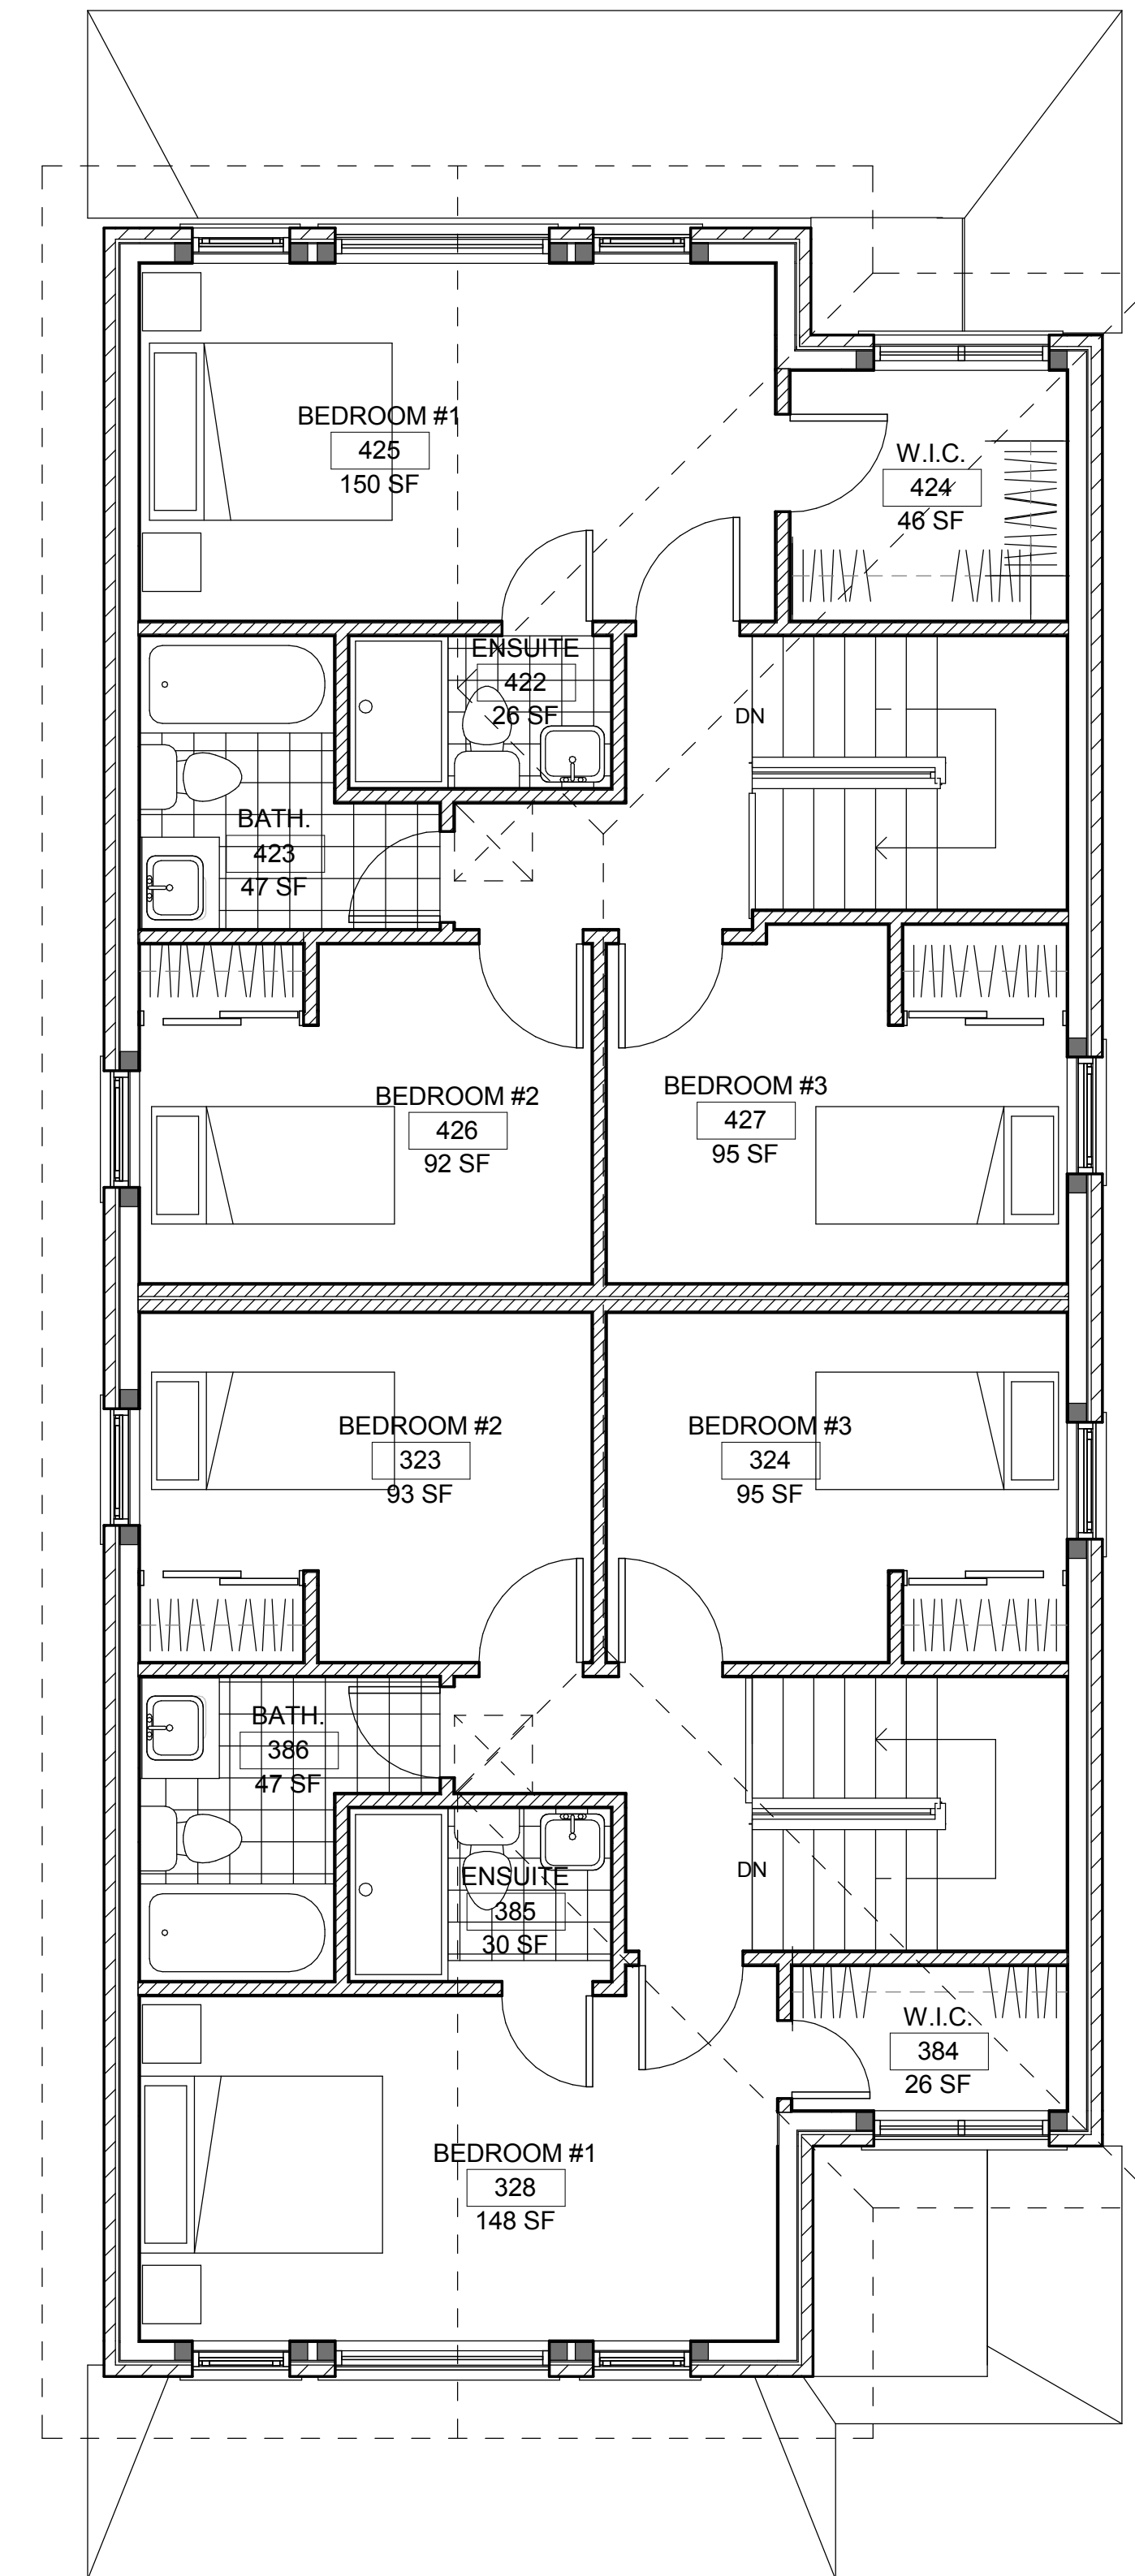 BEDROOM #1
425
150 SF
W.I.C.
424
46 SF
ENSUITE
422
26 SF
DN
BATH.
423
47 SF
BEDROOM #2
426
92 SF
BEDROOM #3
427
95 SF
BEDROOM #2
323
93 SF
BEDROOM #3
324
95 SF
BATH.
386
47 SF
ENSUITE
385
30 SF
DN
W.I.C.
384
26 SF
BEDROOM #1
328
148 SF